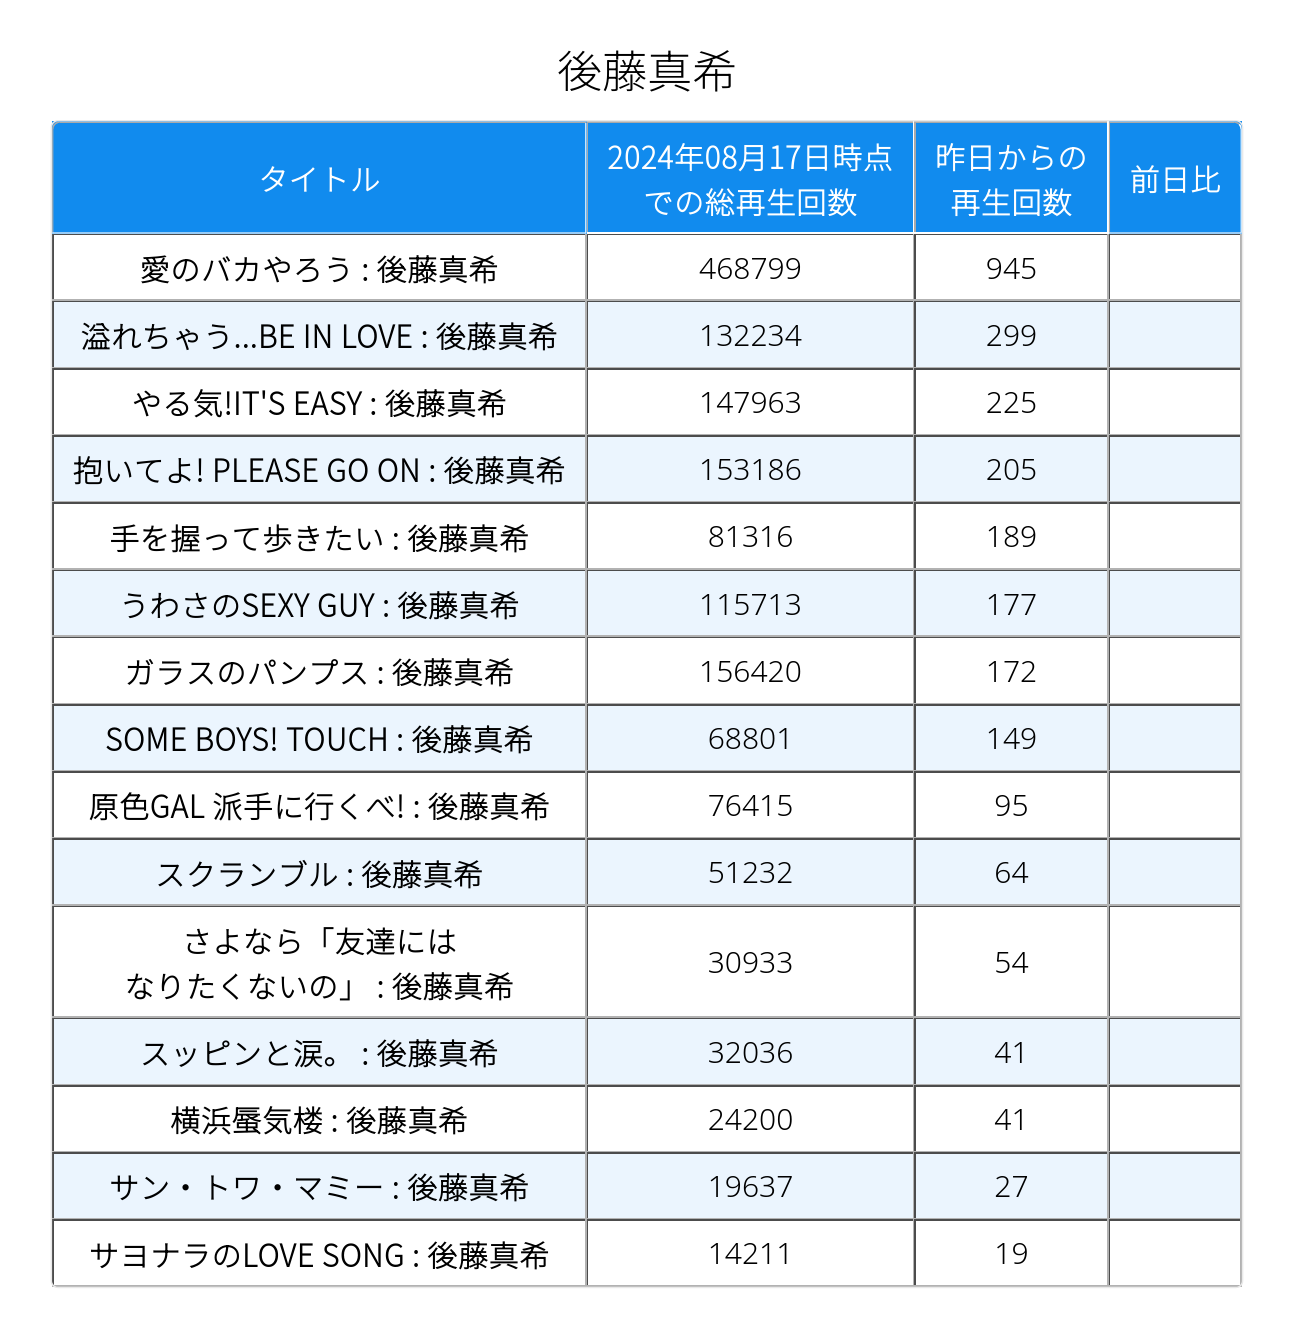 後藤真希
タイトル
2024年08月17日時点
での総再生回数
昨日からの
再生回数
前日比
愛のバカやろう : 後藤真希 468799 945
溢れちゃう...BE IN LOVE : 後藤真希 132234 299
やる気!IT'S EASY : 後藤真希 147963 225
抱いてよ! PLEASE GO ON : 後藤真希 153186 205
手を握って歩きたい : 後藤真希 81316 189
うわさのSEXY GUY : 後藤真希 115713 177
ガラスのパンプス : 後藤真希 156420 172
SOME BOYS! TOUCH : 後藤真希 68801 149
原色GAL 派手に行くべ! : 後藤真希 76415 95
スクランブル : 後藤真希 51232 64
さよなら「友達には
なりたくないの」 : 後藤真希 30933 54
スッピンと涙。 : 後藤真希 32036 41
横浜蜃気楼 : 後藤真希 24200 41
サン・トワ・マミー : 後藤真希 19637 27
サヨナラのLOVE SONG : 後藤真希 14211 19